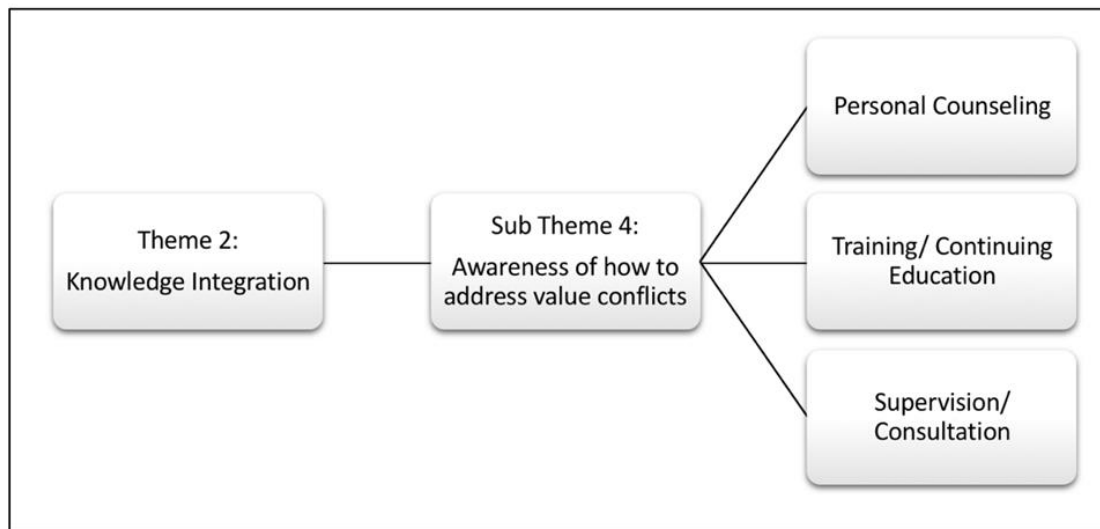 Theme 2:
Knowledge Integration
Sub Theme 4:
Awareness of how to
address value conflicts
Personal Counseling
Training/ Continuing
Education
Supervision/
Consultation